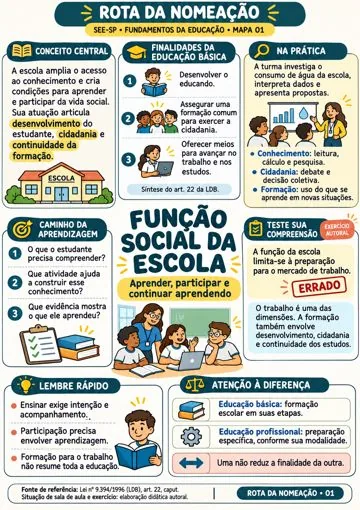 ROTA DA NOMEAÇÃO
SEE-SP • FUNDAMENTOS DA EDUCAÇÃO • MAPA 01
CONCEITO CENTRAL
A escola amplia o acesso
ao conhecimento e cria
condições para aprender
e participar da vida social.
Sua atuação articula
desenvolvimento do
estudante, cidadania e
continuidade da
formação.
ESCOLA
FINALIDADES DA
EDUCAÇÃO BÁSICA
1
Desenvolver o
educando.
2
Assegurar uma
formação comum
para exercer a
cidadania.
3
Oferecer meios
para avançar no
trabalho e nos
estudos.
Síntese do art. 22 da LDB.
NA PRÁTICA
A turma investiga o
consumo de água da escola,
interpreta dados e
apresenta propostas.
• Conhecimento: leitura,
cálculo e pesquisa.
• Cidadania: debate e
decisão coletiva.
• Formação: uso do que se
aprende em novas situações.
CAMINHO DA
APRENDIZAGEM
1
O que o estudante
precisa compreender?
2
Que atividade ajuda
a construir esse
conhecimento?
3
Que evidência mostra
o que ele aprendeu?
FUNÇÃO
SOCIAL DA
ESCOLA
Aprender, participar e
continuar aprendendo
TESTE SUA
COMPREENSÃO
EXERCÍCIO
AUTORAL
A função da escola
limita-se à preparação
para o mercado de trabalho.
ERRADO
O trabalho é uma das
dimensões. A formação
também envolve
desenvolvimento, cidadania
e continuidade dos estudos.
LEMBRE RÁPIDO
• Ensinar exige intenção e
acompanhamento.
• Participação precisa
envolver aprendizagem.
• Formação para o trabalho
não resume toda a educação.
ATENÇÃO À DIFERENÇA
Educação básica: formação
escolar em suas etapas.
Educação profissional: preparação
específica, conforme sua modalidade.
Uma não reduz a finalidade da outra.
Fonte de referência: Lei nº 9.394/1996 (LDB), art. 22, caput.
Situação de sala de aula e exercício: elaboração didática autoral.
ROTA DA NOMEAÇÃO • 01